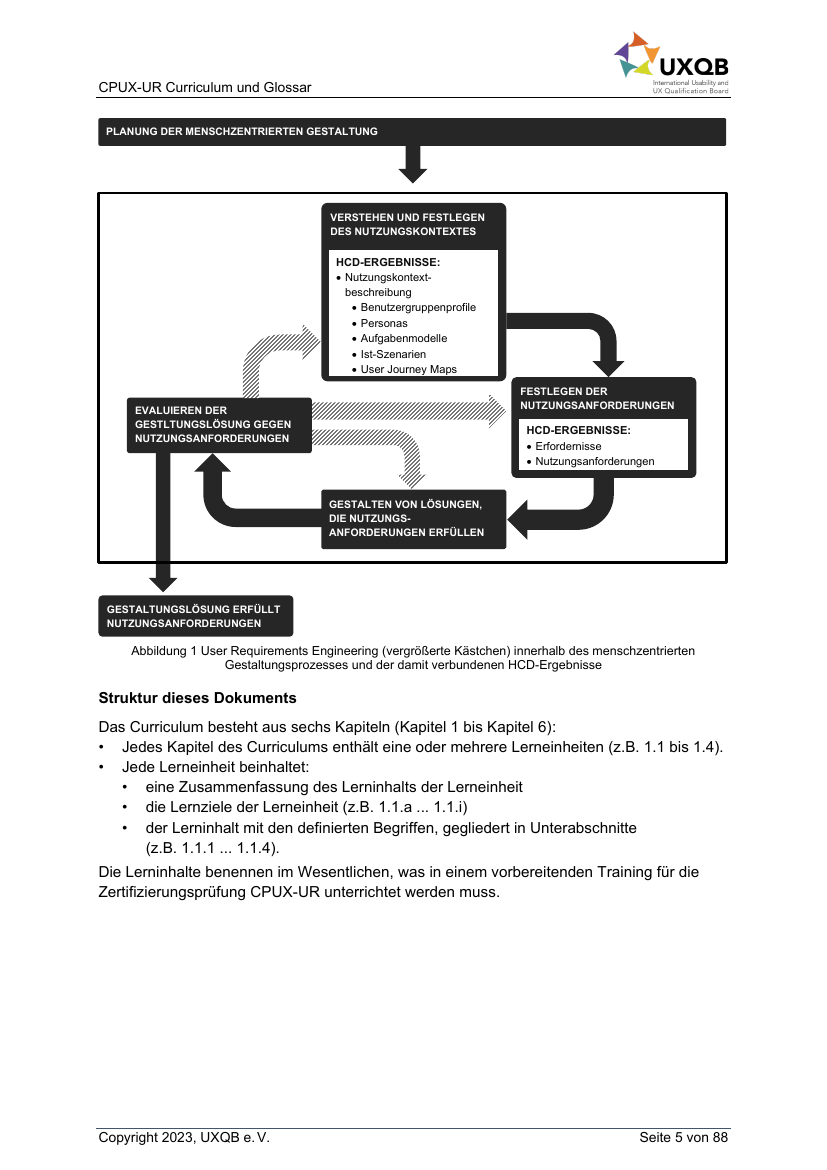 CPUX-UR Curriculum und Glossar
UXQB
International Usability and
UX Qualification Board
PLANUNG DER MENSCHZENTRIERTEN GESTALTUNG
VERSTEHEN UND FESTLEGEN
DES NUTZUNGSKONTEXTES
HCD-ERGEBNISSE:
• Nutzungskontext-
beschreibung
• Benutzergruppenprofile
• Personas
• Aufgabenmodelle
• Ist-Szenarien
• User Journey Maps
FESTLEGEN DER
NUTZUNGSANFORDERUNGEN
HCD-ERGEBNISSE:
• Erfordernisse
• Nutzungsanforderungen
EVALUIEREN DER
GESTLTUNGSLÖSUNG GEGEN
NUTZUNGSANFORDERUNGEN
GESTALTEN VON LÖSUNGEN,
DIE NUTZUNGS-
ANFORDERUNGEN ERFÜLLEN
GESTALTUNGSLÖSUNG ERFÜLLT
NUTZUNGSANFORDERUNGEN
Abbildung 1 User Requirements Engineering (vergrößerte Kästchen) innerhalb des menschzentrierten
Gestaltungsprozesses und der damit verbundenen HCD-Ergebnisse
Struktur dieses Dokuments
Das Curriculum besteht aus sechs Kapiteln (Kapitel 1 bis Kapitel 6):
• Jedes Kapitel des Curriculums enthält eine oder mehrere Lerneinheiten (z.B. 1.1 bis 1.4).
• Jede Lerneinheit beinhaltet:
• eine Zusammenfassung des Lerninhalts der Lerneinheit
• die Lernziele der Lerneinheit (z.B. 1.1.a ... 1.1.i)
• der Lerninhalt mit den definierten Begriffen, gegliedert in Unterabschnitte
(z.B. 1.1.1 ... 1.1.4).
Die Lerninhalte benennen im Wesentlichen, was in einem vorbereitenden Training für die
Zertifizierungsprüfung CPUX-UR unterrichtet werden muss.
Copyright 2023, UXQB e. V.
Seite 5 von 88